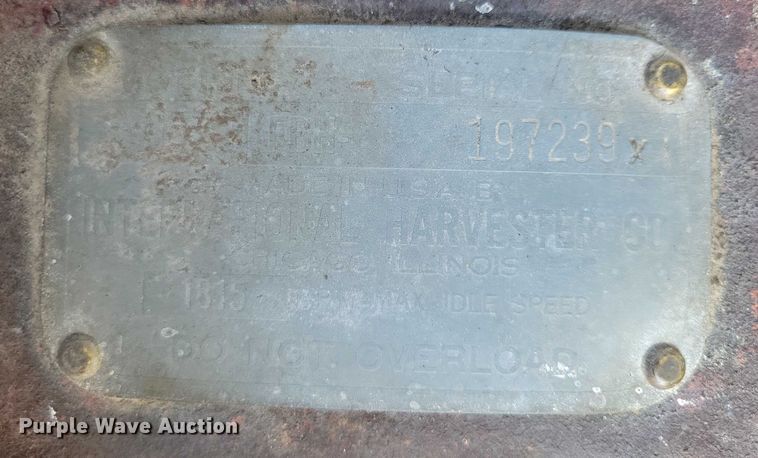 SERIAL NO.
197239 X
MADE IN U.S.A. BY
INTERNATIONAL HARVESTER CO
CHICAGO ILLINOIS
1815 MAX. IDLE SPEED
DO NOT OVERLOAD
Purple Wave Auction